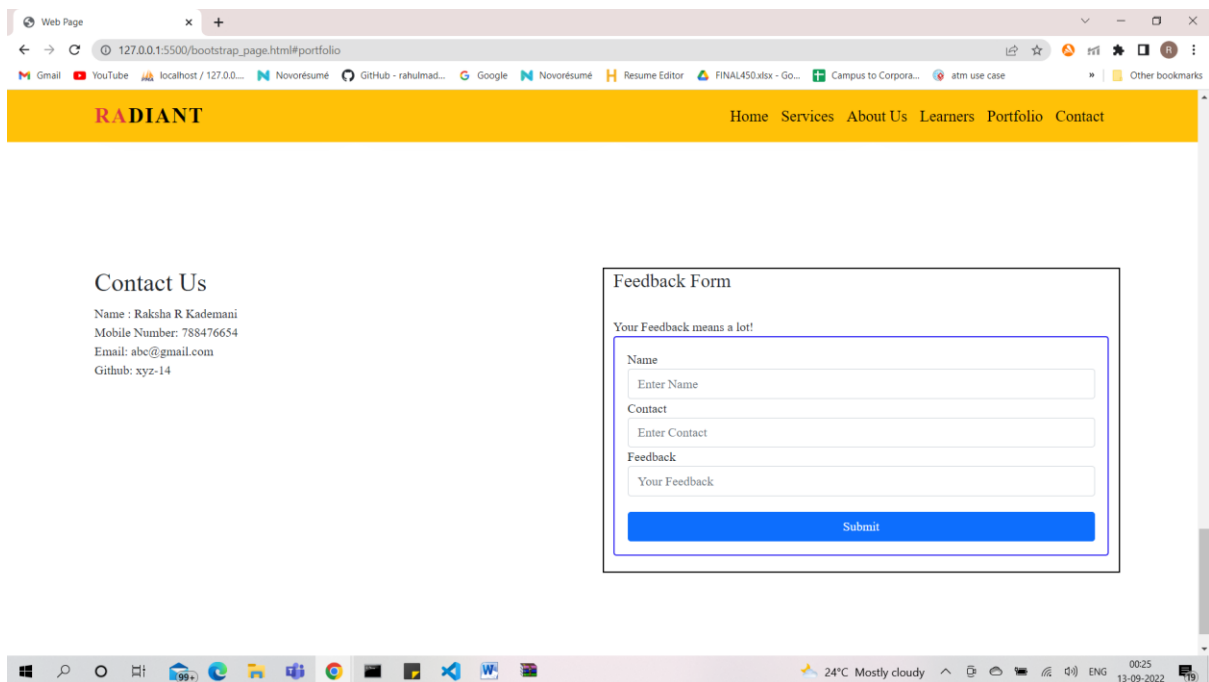 Web Page
127.0.0.1:5500/bootstrap_page.html#portfolio
R
Gmail YouTube localhost / 127.0.0.... Novorésumé GitHub - rahulmad... Google Novorésumé Resume Editor FINAL450.xlsx - Go... Campus to Corpora... atm use case » Other bookmarks
RADIANT Home Services About Us Learners Portfolio Contact
Contact Us
Name : Raksha R Kademani
Mobile Number: 788476654
Email: abc@gmail.com
Github: xyz-14
Feedback Form
Your Feedback means a lot!
Name
Enter Name
Contact
Enter Contact
Feedback
Your Feedback
Submit
99+ 24°C Mostly cloudy ENG 00:25
13-09-2022 19